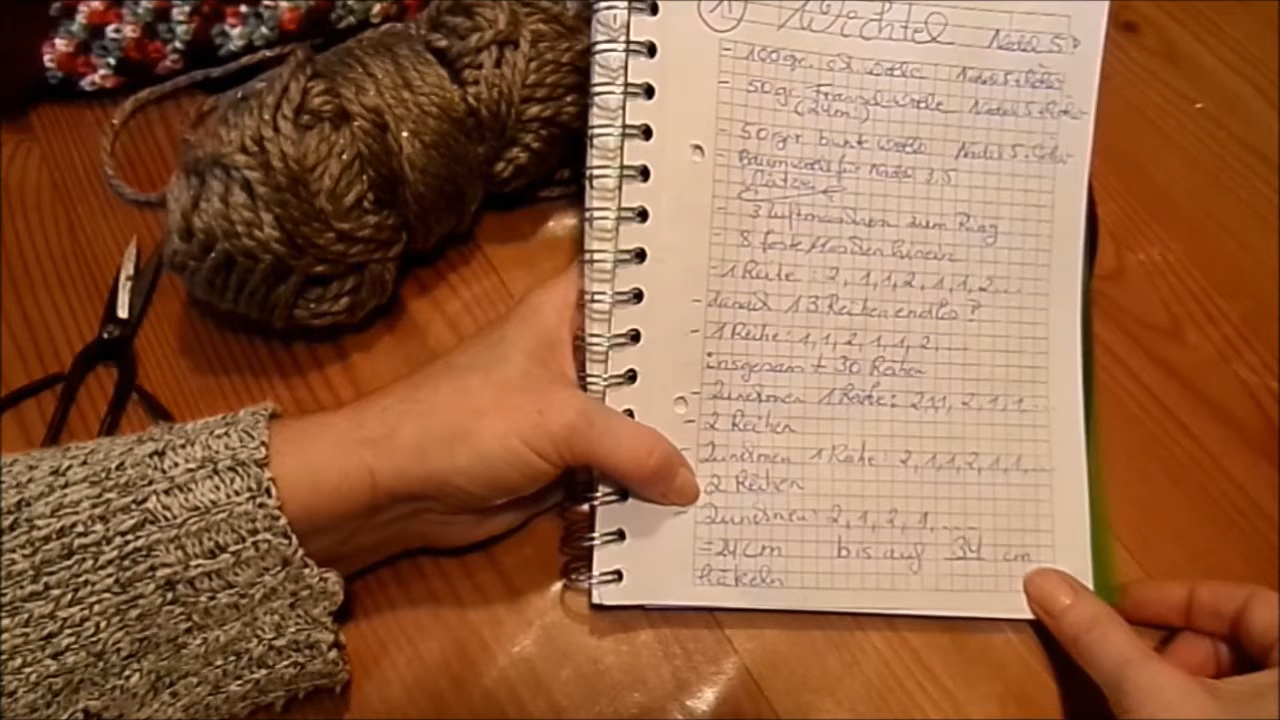 1 Wichtel Nadel 5
- 100gr. Wolle Nadel 5
- 50gr. Wolle Nadel 5
(24cm)
- 50gr bunt Wolle Nadel 5
- Baumwoll für Nadel 3,5
Mütze
- 3 Luftmaschen zum Ring
- 8 feste Maschen hinein
- 1 Reihe: 2, 1, 1, 2, 1, 1, 2...
- danach 13 Reihen endlos?
- 1 Reihe: 1, 1, 2, 1, 1, 2, ...
insgesamt 30 Reihen
- Zunehmen 1 Reihe: 2,1,1, 2, 1, 1...
- 2 Reihen
- Zunehmen 1 Reihe: 2, 1, 1, 2, 1, 1, ...
- 2 Reihen
- Zunehmen: 2, 1, 2, 1, ....
= 24 cm bis auf 34 cm
häkeln